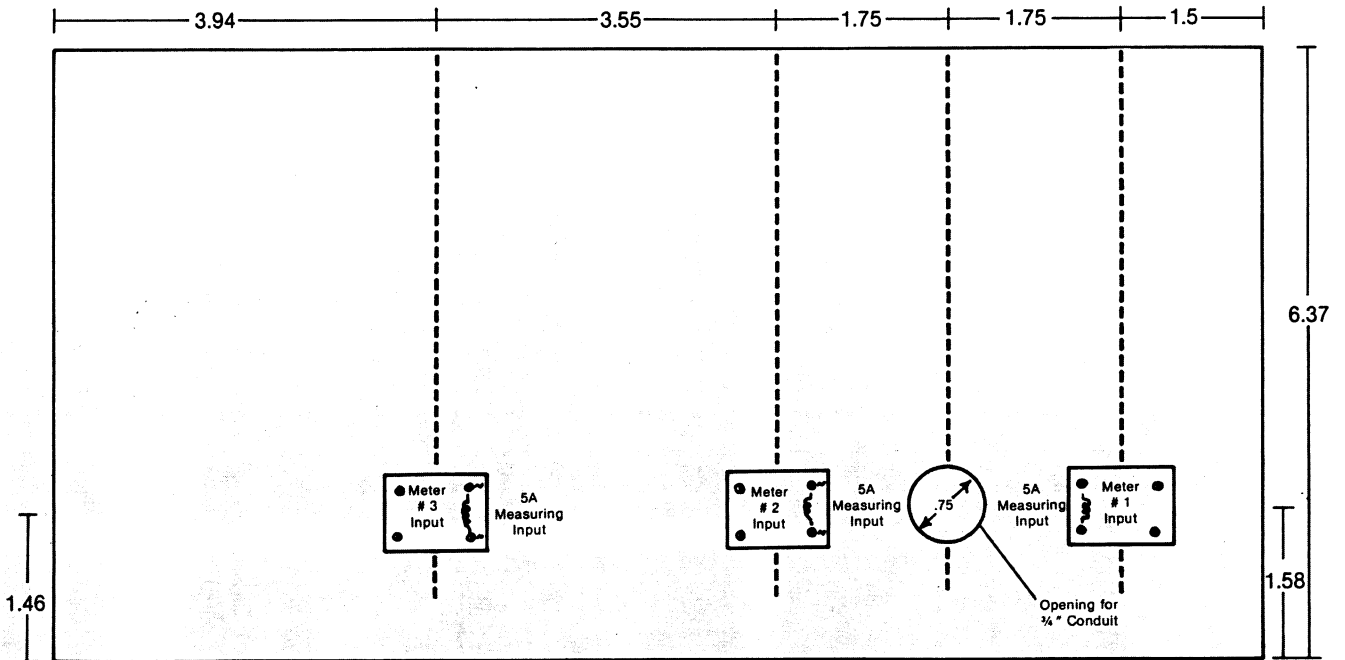 3.94 3.55 1.75 1.75 1.5
6.37
Meter
# 3
Input
5A
Measuring
Input
Meter
# 2
Input
5A
Measuring
Input
.75
5A
Measuring
Input
Meter
# 1
Input
1.46
1.58
Opening for
¾" Conduit